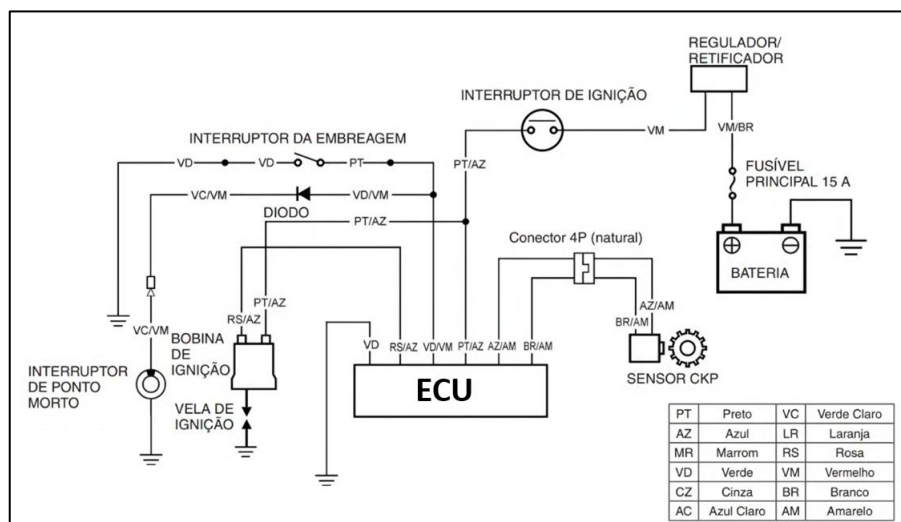 REGULADOR/
RETIFICADOR
INTERRUPTOR DE IGNIÇÃO
VM
VM/BR
INTERRUPTOR DA EMBREAGEM
PT/AZ
FUSÍVEL
PRINCIPAL 15 A
VD
VD
PT
VC/VM
VD/VM
DIODO
PT/AZ
Conector 4P (natural)
BATERIA
PT/AZ
AZ/AM
RS/AZ
BR/AM
VC/VM
BOBINA
DE
IGNIÇÃO
VD
RS/AZ
VD/VM
PT/AZ
AZ/AM
BR/AM
INTERRUPTOR
DE PONTO
MORTO
ECU
SENSOR CKP
VELA DE
IGNIÇÃO
PT Preto VC Verde Claro
AZ Azul LR Laranja
MR Marrom RS Rosa
VD Verde VM Vermelho
CZ Cinza BR Branco
AC Azul Claro AM Amarelo